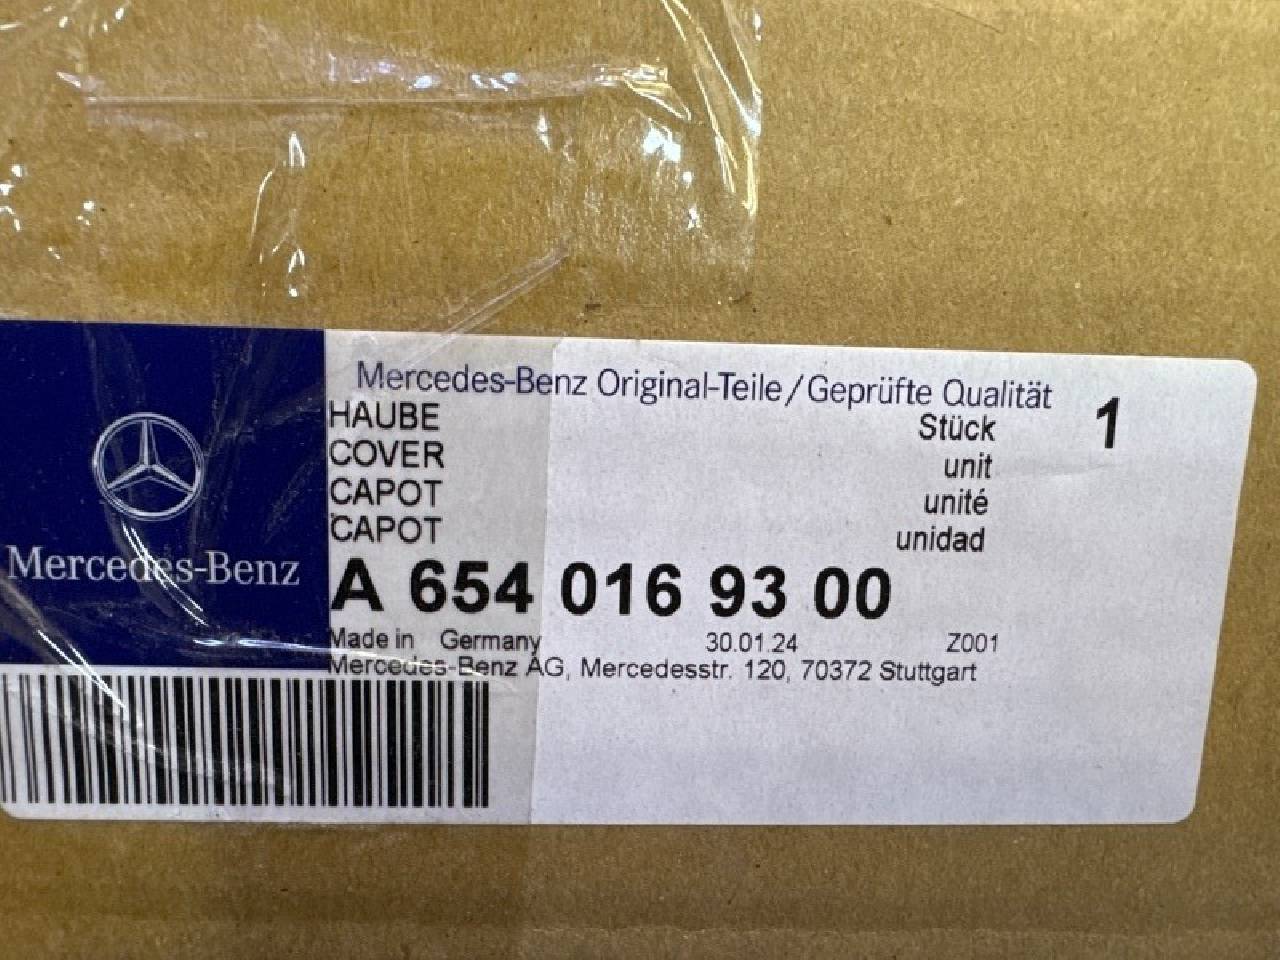 Mercedes-Benz Original-Teile/Geprüfte Qualität
HAUBE Stück 1
COVER unit
CAPOT unité
CAPOT unidad
Mercedes-Benz
A 654 016 93 00
Made in Germany 30.01.24 Z001
Mercedes-Benz AG, Mercedesstr. 120, 70372 Stuttgart